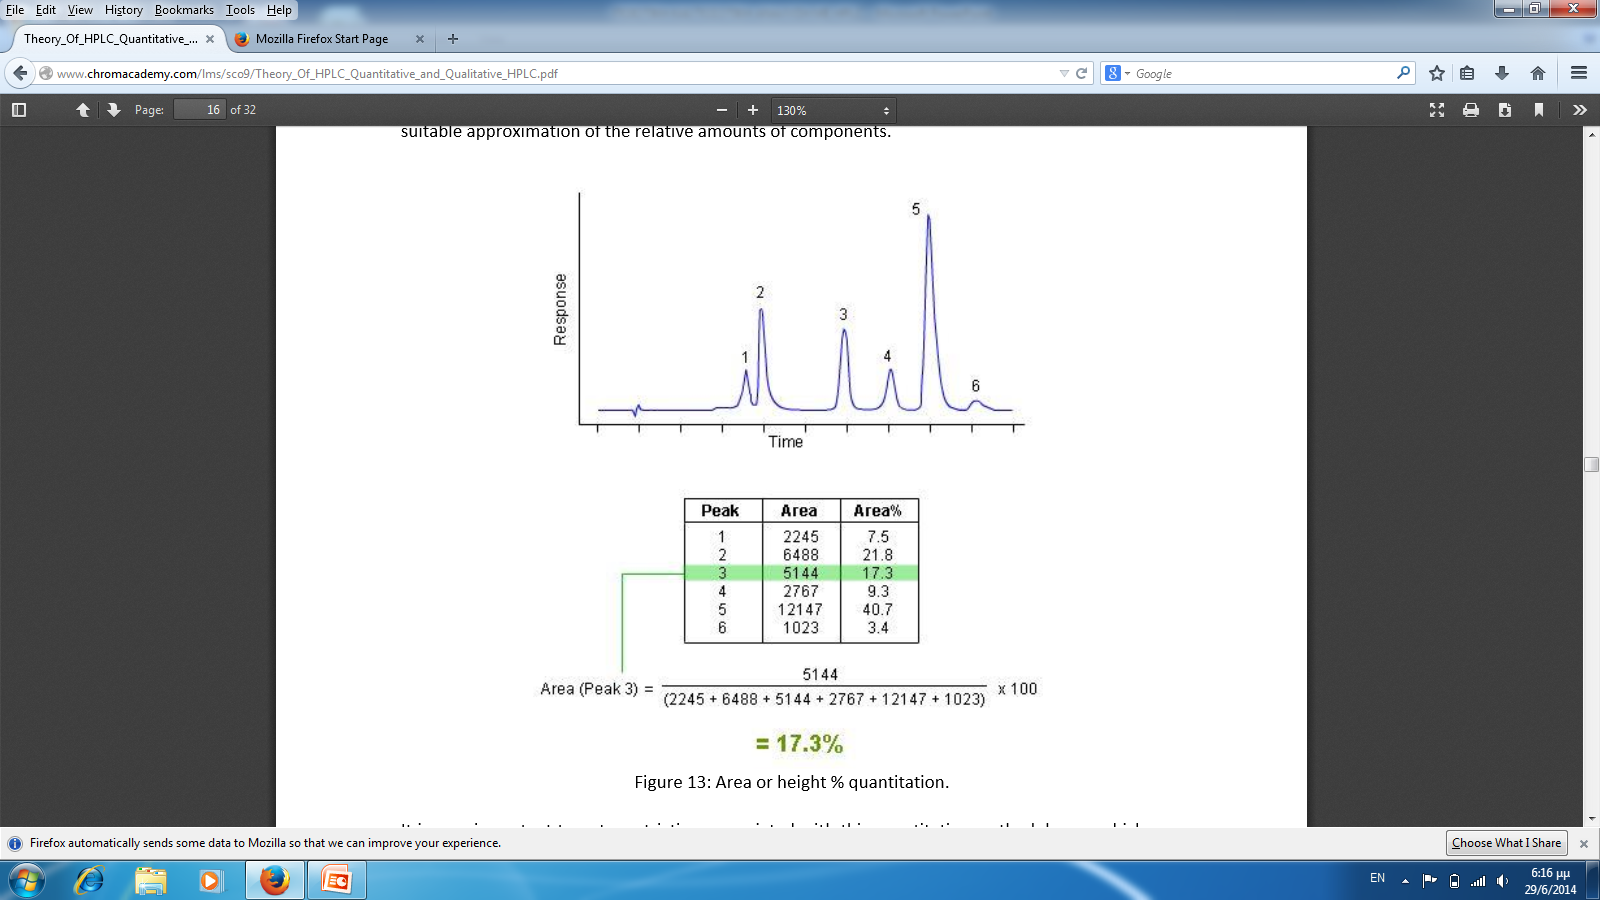 File Edit View History Bookmarks Tools Help
Theory_Of_HPLC_Quantitative_... Mozilla Firefox Start Page
www.chromacademy.com/lms/sco9/Theory_Of_HPLC_Quantitative_and_Qualitative_HPLC.pdf Google
Page: 16 of 32 130%
suitable approximation of the relative amounts of components.
5
2
3
1
4
6
Response
Time
Peak Area Area%
1 2245 7.5
2 6488 21.8
3 5144 17.3
4 2767 9.3
5 12147 40.7
6 1023 3.4
5144
Area (Peak 3) = x 100
(2245 + 6488 + 5144 + 2767 + 12147 + 1023)
= 17.3%
Figure 13: Area or height % quantitation.
Firefox automatically sends some data to Mozilla so that we can improve your experience. Choose What I Share
EN 6:16 μμ
29/6/2014